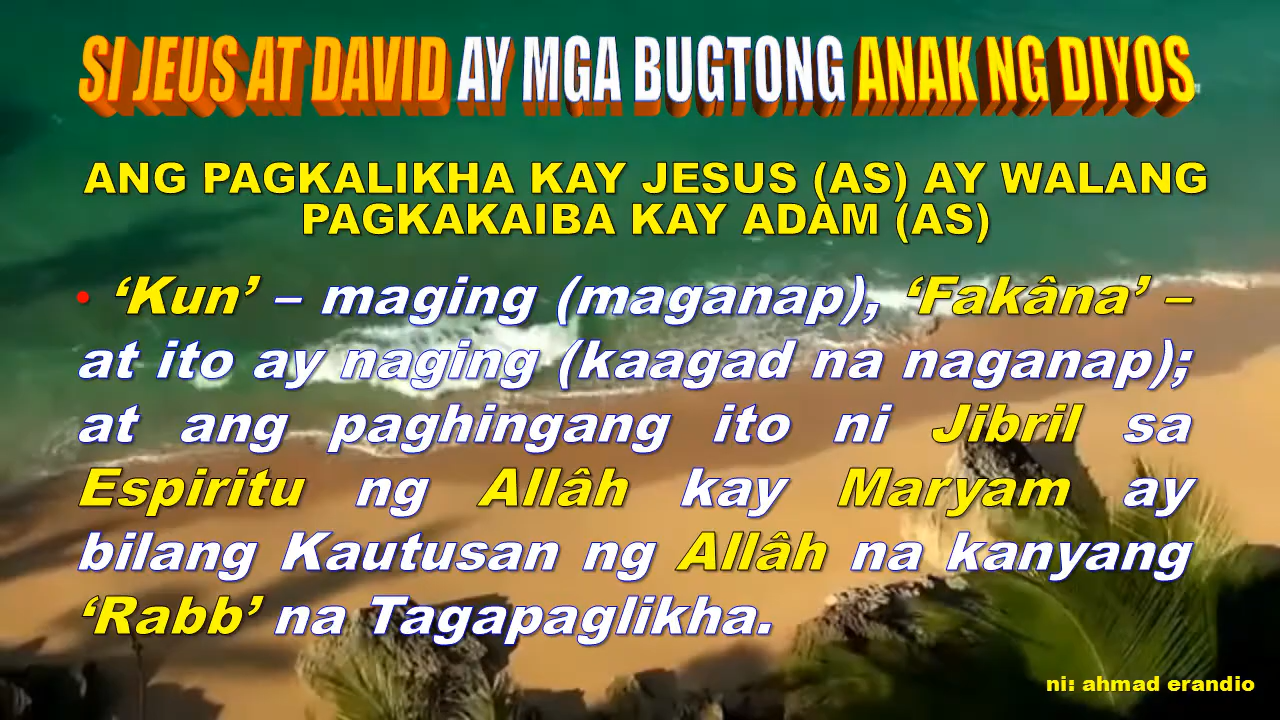 SI JEUS AT DAVID AY MGA BUGTONG ANAK NG DIYOS
ANG PAGKALIKHA KAY JESUS (AS) AY WALANG
PAGKAKAIBA KAY ADAM (AS)
• ‘Kun’ – maging (maganap), ‘Fakâna’ –
at ito ay naging (kaagad na naganap);
at ang paghingang ito ni Jibril sa
Espiritu ng Allâh kay Maryam ay
bilang Kautusan ng Allâh na kanyang
‘Rabb’ na Tagapaglikha.
ni: ahmad erandio